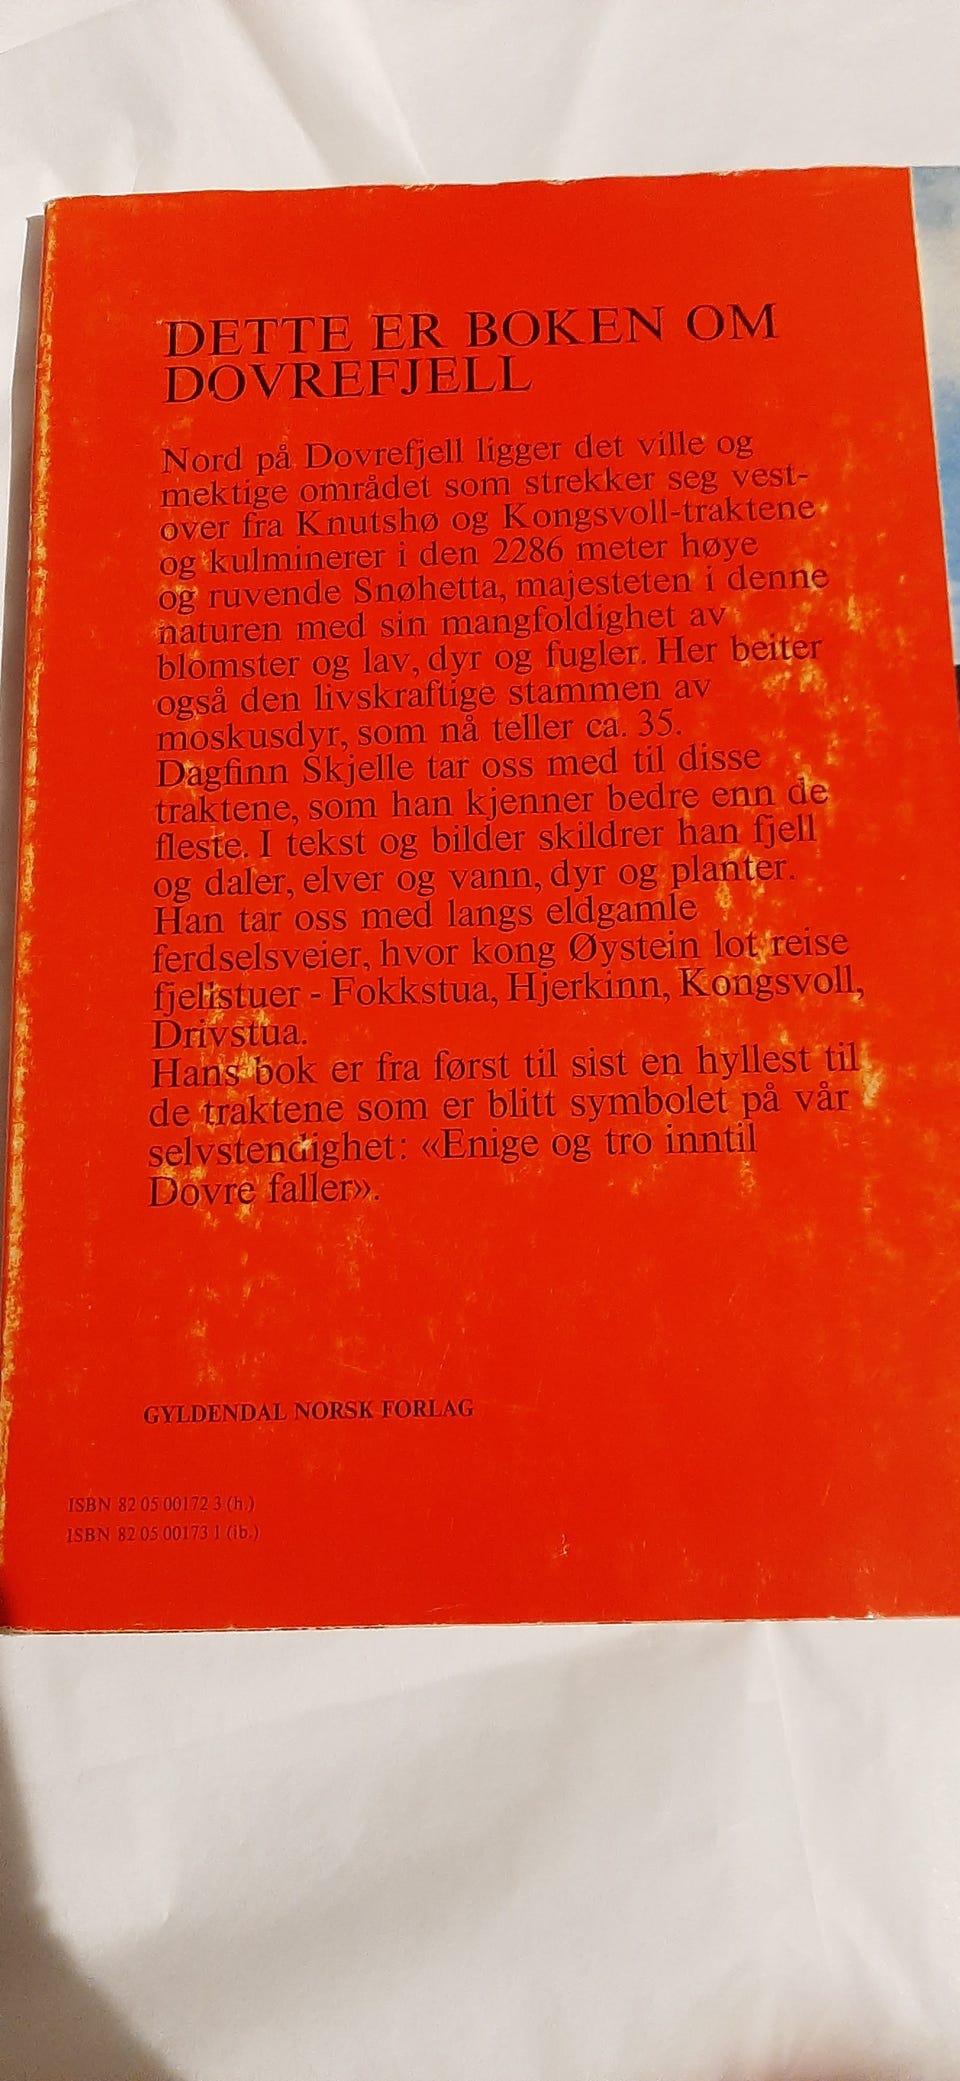 DETTE ER BOKEN OM
DOVREFJELL
Nord på Dovrefjell ligger det ville og
mektige området som strekker seg vest-
over fra Knutshø og Kongsvoll-traktene
og kulminerer i den 2286 meter høye
og ruvende Snøhetta, majesteten i denne
naturen med sin mangfoldighet av
blomster og lav, dyr og fugler. Her beiter
også den livskraftige stammen av
moskusdyr, som nå teller ca. 35.
Dagfinn Skjelle tar oss med til disse
traktene, som han kjenner bedre enn de
fleste. I tekst og bilder skildrer han fjell
og daler, elver og vann, dyr og planter.
Han tar oss med langs eldgamle
ferdselsveier, hvor kong Øystein lot reise
fjellstuer - Fokkstua, Hjerkinn, Kongsvoll,
Drivstua.
Hans bok er fra først til sist en hyllest til
de traktene som er blitt symbolet på vår
selvstendighet: «Enige og tro inntil
Dovre faller».
GYLDENDAL NORSK FORLAG
ISBN 82 05 00172 3 (h.)
ISBN 82 05 00173 1 (ib.)